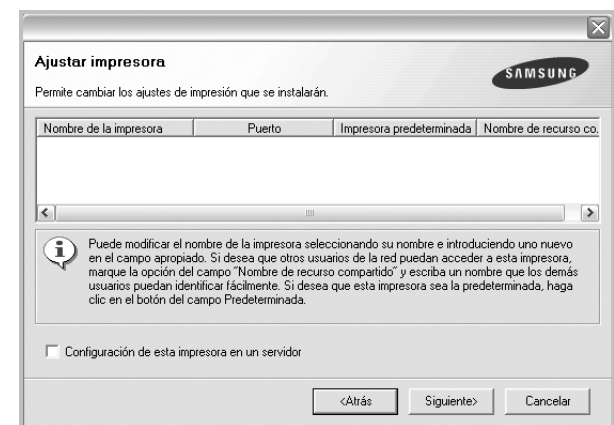 Ajustar impresora
SAMSUNG
Permite cambiar los ajustes de impresión que se instalarán.
Nombre de la impresora Puerto Impresora predeterminada Nombre de recurso co.
Puede modificar el nombre de la impresora seleccionando su nombre e introduciendo uno nuevo
en el campo apropiado. Si desea que otros usuarios de la red puedan acceder a esta impresora,
marque la opción del campo "Nombre de recurso compartido" y escriba un nombre que los demás
usuarios puedan identificar fácilmente. Si desea que esta impresora sea la predeterminada, haga
clic en el botón del campo Predeterminada.
Configuración de esta impresora en un servidor
<Atrás Siguiente> Cancelar